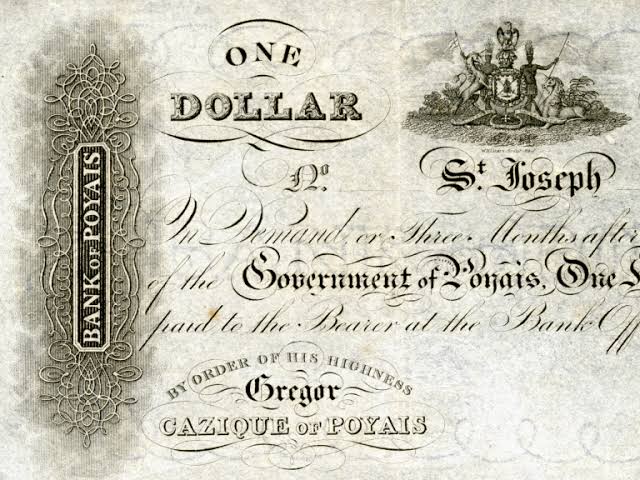 ONE
DOLLAR
BANK OF POYAIS
No.
St. Joseph
On Demand, or Three Months after
of the Government of Poyais, One
paid to the Bearer at the Bank Off
BY ORDER OF HIS HIGHNESS
Gregor
CAZIQUE OF POYAIS